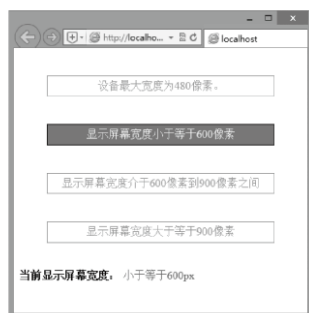 http://localho...
localhost
设备最大宽度为480像素。
显示屏幕宽度小于等于600像素
显示屏幕宽度介于600像素到900像素之间
显示屏幕宽度大于等于900像素
当前显示屏幕宽度： 小于等于600px